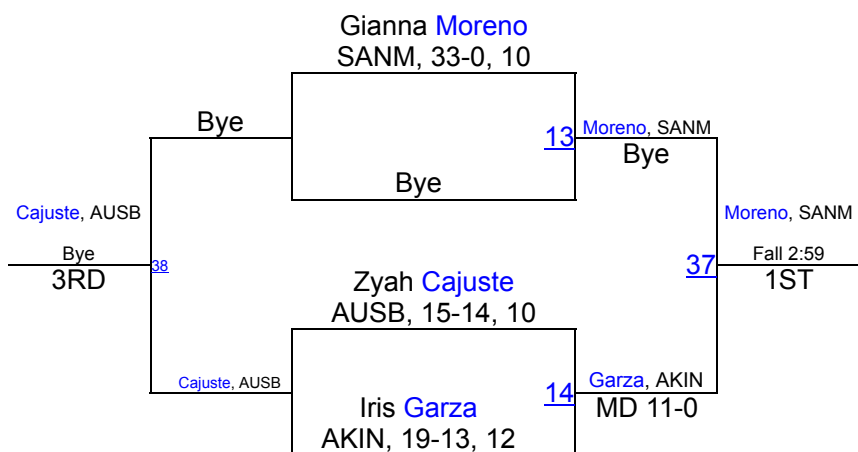 Gianna Moreno
SANM, 33-0, 10
Bye
13
Moreno, SANM
Bye
Bye
Cajuste, AUSB
Moreno, SANM
Bye
38
37
Fall 2:59
3RD
1ST
Zyah Cajuste
AUSB, 15-14, 10
Cajuste, AUSB
14
Garza, AKIN
MD 11-0
Iris Garza
AKIN, 19-13, 12